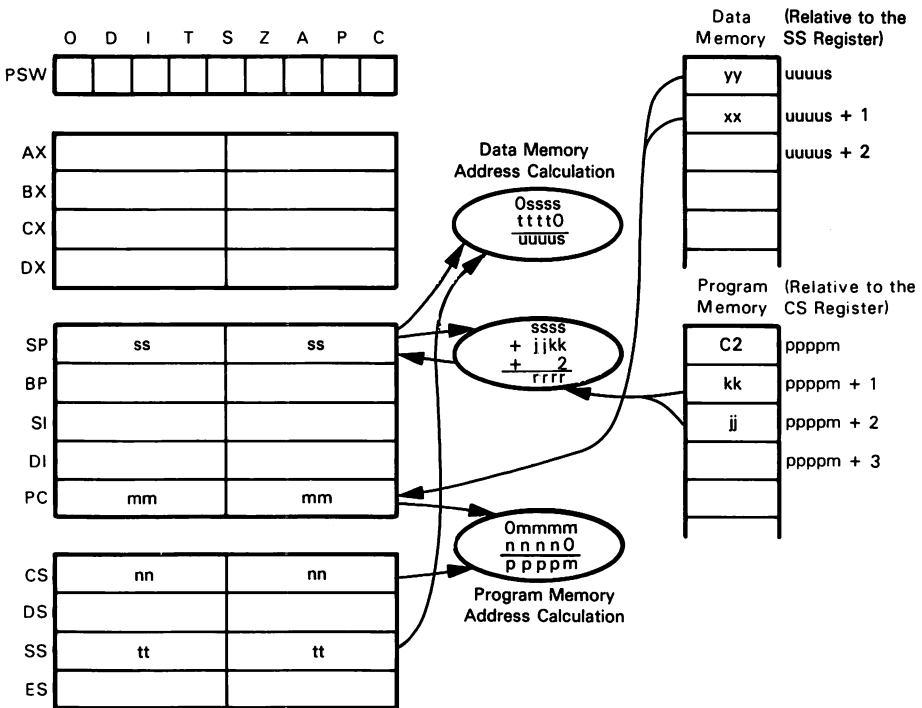 O D I T S Z A P C
PSW
AX
BX
CX
DX
SP ss ss
BP
SI
DI
PC mm mm
CS nn nn
DS
SS tt tt
ES
Data Memory
Address Calculation
0ssss
tttt0
uuuus
ssss
+ jjkk
+ 2
rrrr
0mmmm
nnnn0
ppppm
Program Memory
Address Calculation
Data
Memory
(Relative to the
SS Register)
yy uuuus
xx uuuus + 1
uuuus + 2
Program
Memory
(Relative to the
CS Register)
C2 ppppm
kk ppppm + 1
jj ppppm + 2
ppppm + 3